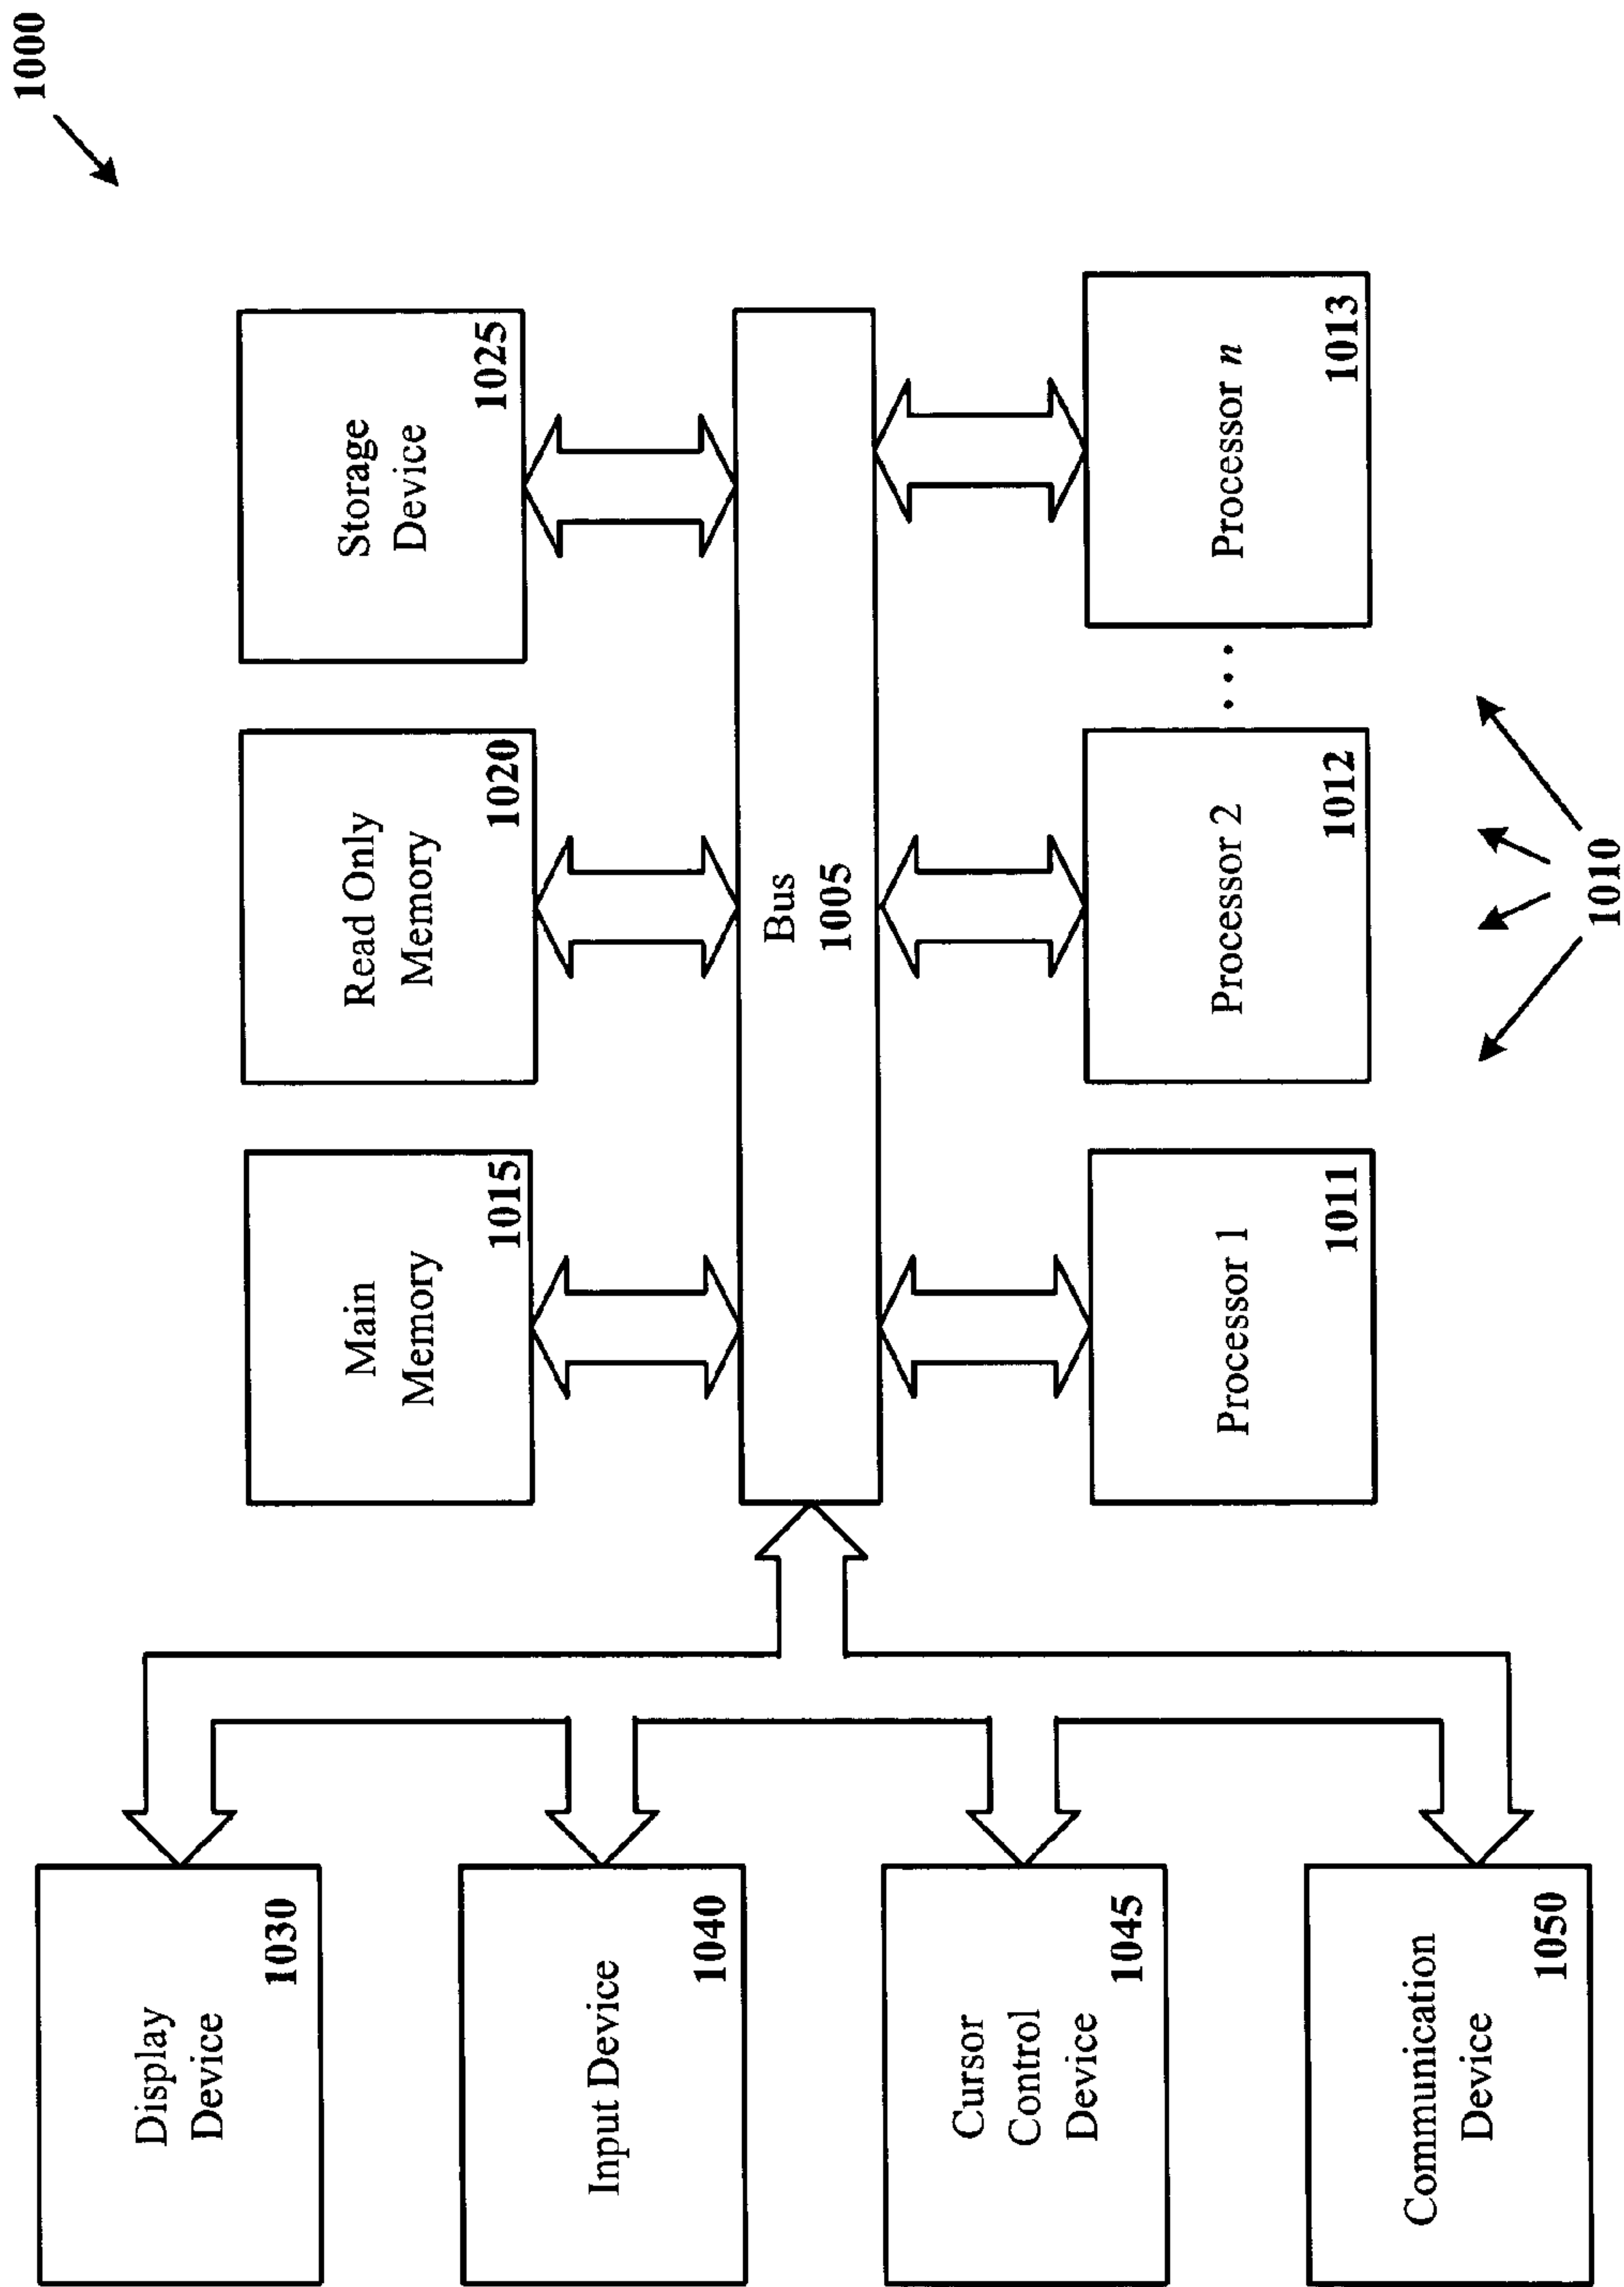 1000
Display
Device
1030
Input Device
1040
Cursor
Control
Device
1045
Communication
Device
1050
Main
Memory
1015
Read Only
Memory
1020
Storage
Device
1025
Bus
1005
Processor 1
1011
Processor 2
1012
...
Processor n
1013
1010